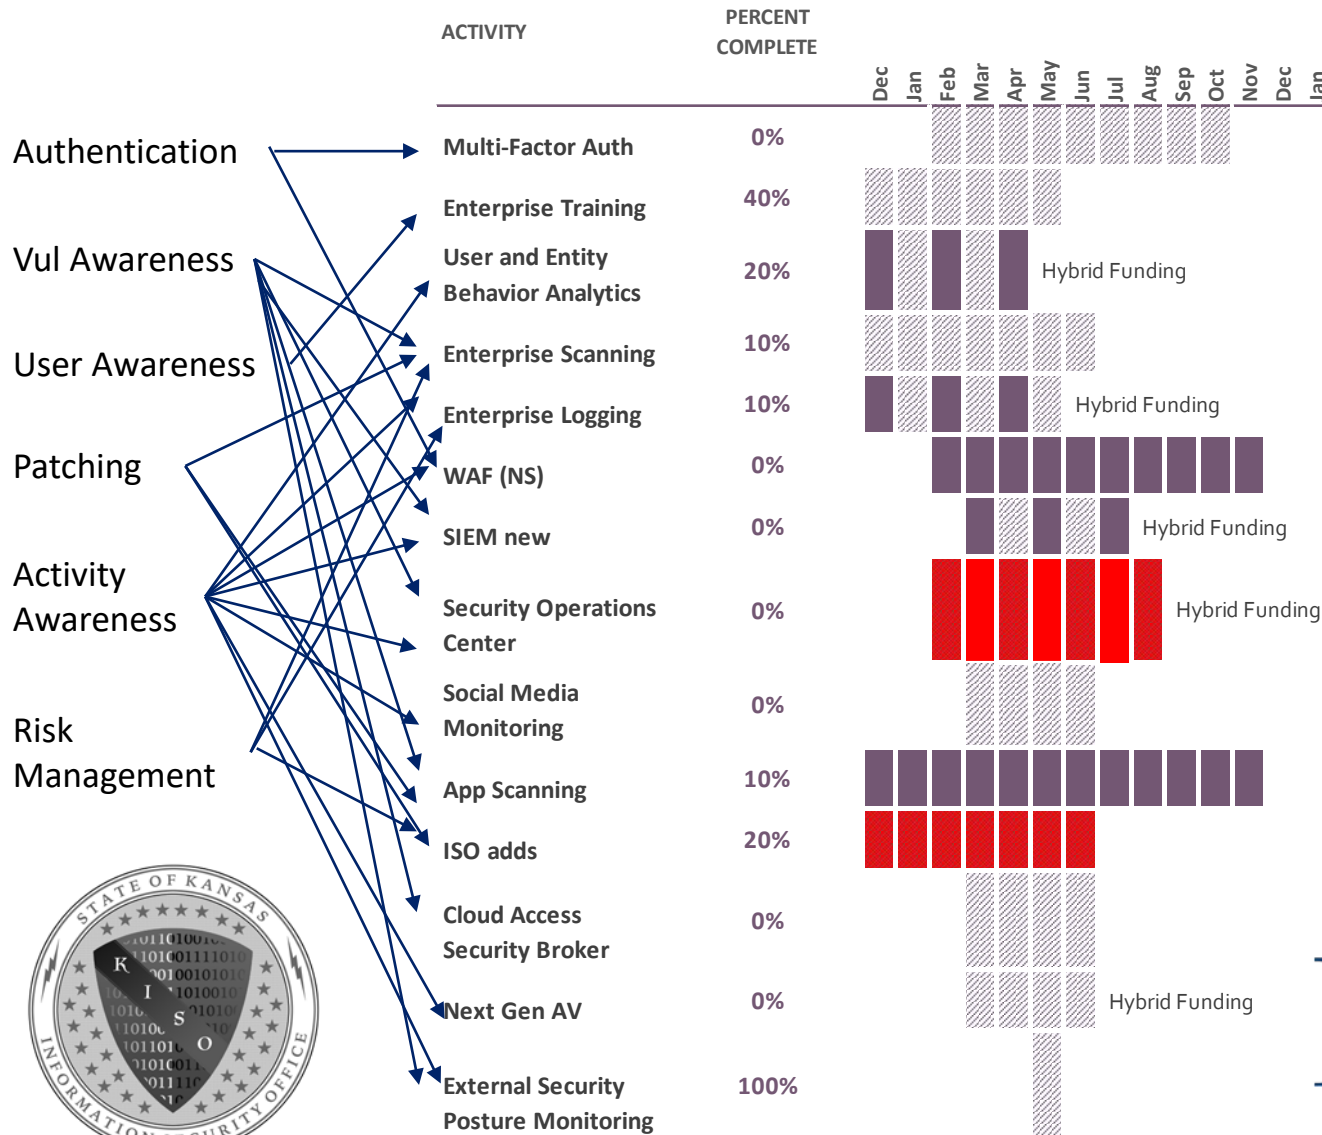 ACTIVITY
PERCENT
COMPLETE
Dec
Jan
Feb
Mar
Apr
May
Jun
Jul
Aug
Sep
Oct
Nov
Dec
Jan
Authentication
Vul Awareness
User Awareness
Patching
Activity
Awareness
Risk
Management
Multi-Factor Auth 0%
Enterprise Training 40%
User and Entity
Behavior Analytics 20% Hybrid Funding
Enterprise Scanning 10%
Enterprise Logging 10% Hybrid Funding
WAF (NS) 0%
SIEM new 0% Hybrid Funding
Security Operations
Center 0% Hybrid Funding
Social Media
Monitoring 0%
App Scanning 10%
ISO adds 20%
Cloud Access
Security Broker 0%
Next Gen AV 0% Hybrid Funding
External Security
Posture Monitoring 100%
STATE OF KANSAS
KISO
INFORMATION SECURITY OFFICE